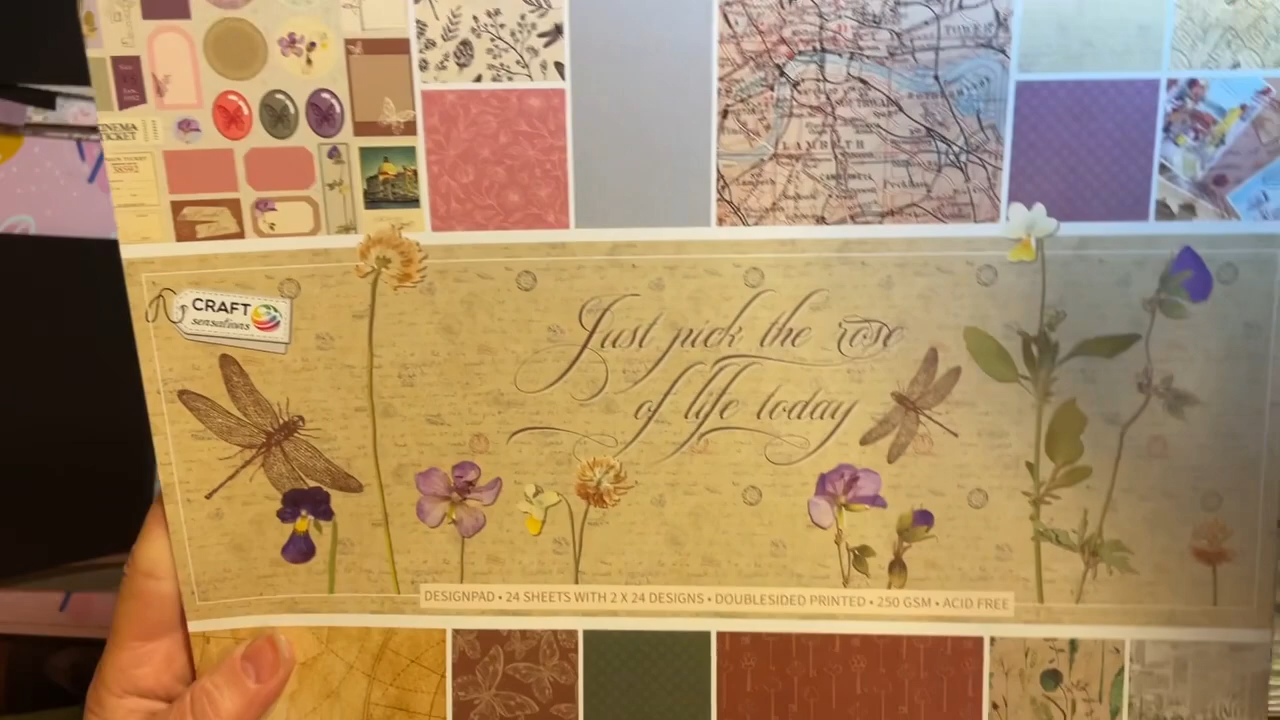 CINEMA
TICKET
LAMBETH
CRAFT
sensations
Just pick the rose
of life today
DESIGNPAD • 24 SHEETS WITH 2 X 24 DESIGNS • DOUBLESIDED PRINTED • 250 GSM • ACID FREE